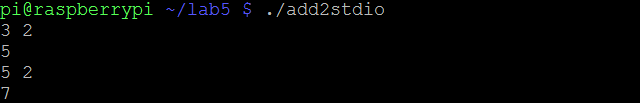 pi@raspberrypi ~/lab5 $ ./add2stdio
3 2
5
5 2
7